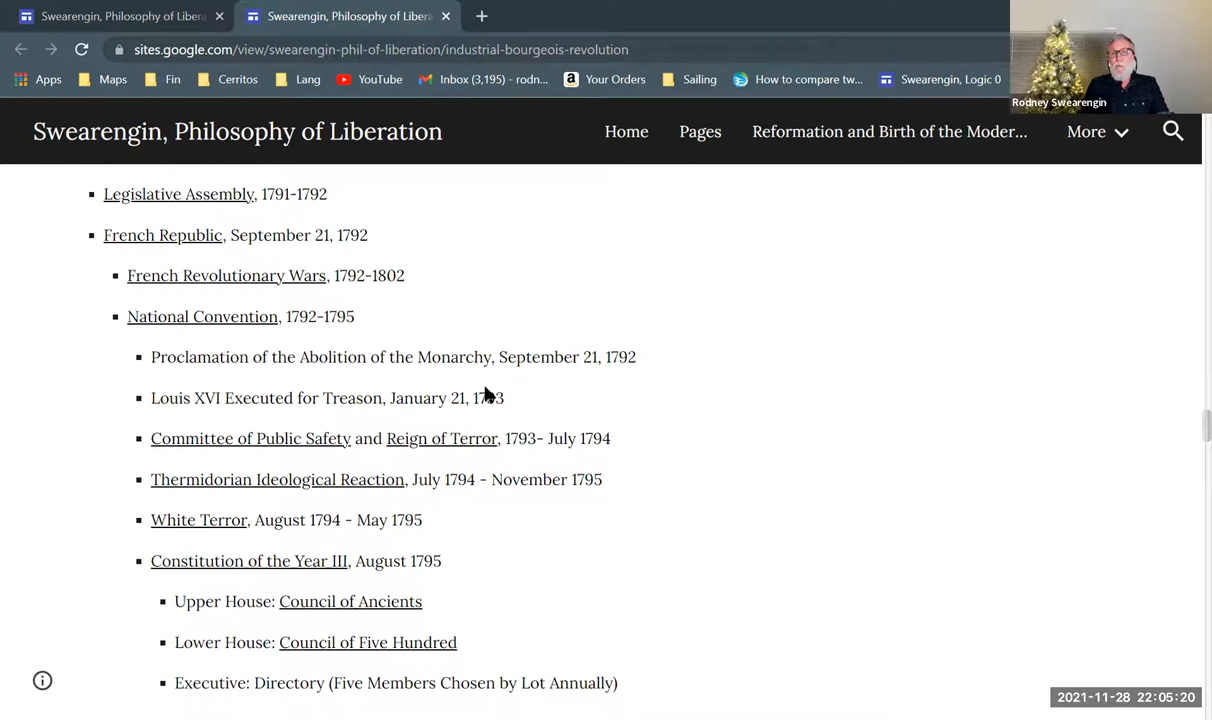 Swearengin, Philosophy of Libera
Swearengin, Philosophy of Libera
sites.google.com/view/swearengin-phil-of-liberation/industrial-bourgeois-revolution
Apps Maps Fin Cerritos Lang YouTube Inbox (3,195) - rodn... Your Orders Sailing How to compare tw... Swearengin, Logic 0
Rodney Swearengin
Swearengin, Philosophy of Liberation
Home Pages Reformation and Birth of the Moder... More
Legislative Assembly, 1791-1792
French Republic, September 21, 1792
French Revolutionary Wars, 1792-1802
National Convention, 1792-1795
Proclamation of the Abolition of the Monarchy, September 21, 1792
Louis XVI Executed for Treason, January 21, 1793
Committee of Public Safety and Reign of Terror, 1793- July 1794
Thermidorian Ideological Reaction, July 1794 - November 1795
White Terror, August 1794 - May 1795
Constitution of the Year III, August 1795
Upper House: Council of Ancients
Lower House: Council of Five Hundred
Executive: Directory (Five Members Chosen by Lot Annually)
2021-11-28 22:05:20